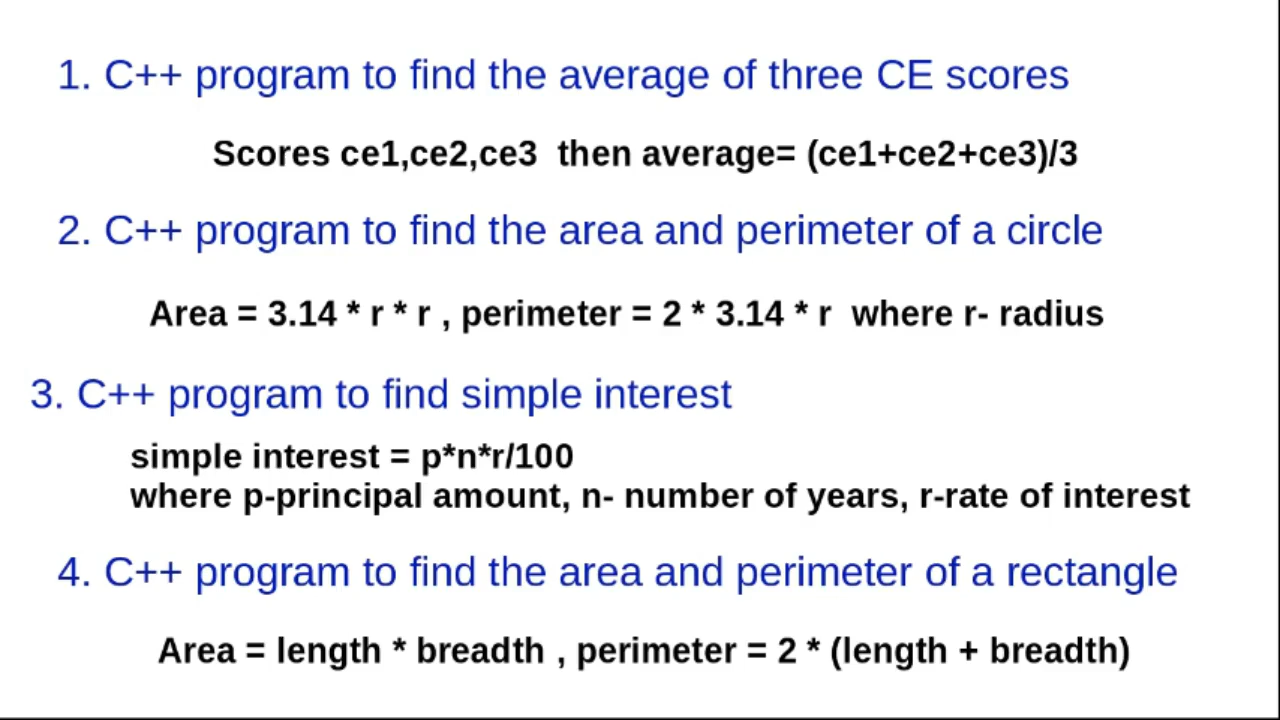 1. C++ program to find the average of three CE scores
Scores ce1,ce2,ce3  then average= (ce1+ce2+ce3)/3
2. C++ program to find the area and perimeter of a circle
Area = 3.14 * r * r , perimeter = 2 * 3.14 * r  where r- radius
3. C++ program to find simple interest
simple interest = p*n*r/100
where p-principal amount, n- number of years, r-rate of interest
4. C++ program to find the area and perimeter of a rectangle
Area = length * breadth , perimeter = 2 * (length + breadth)